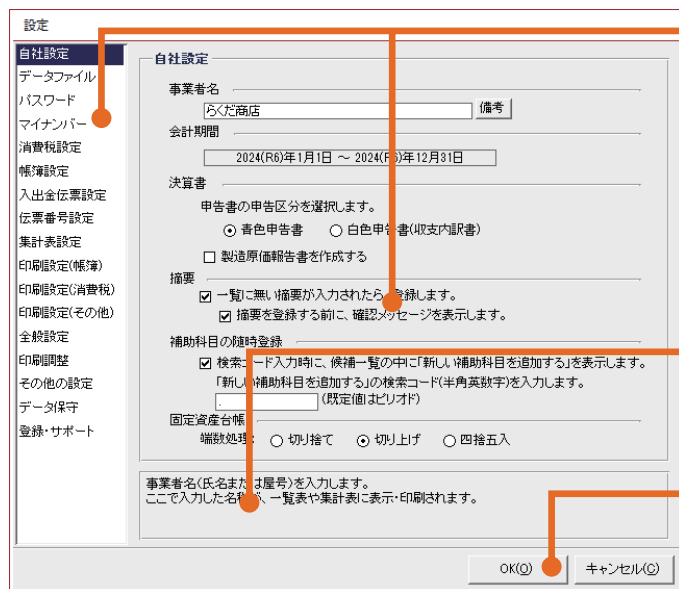 設定
自社設定
データファイル
パスワード
マイナンバー
消費税設定
帳簿設定
入出金伝票設定
伝票番号設定
集計表設定
印刷設定(帳簿)
印刷設定(消費税)
印刷設定(その他)
全般設定
印刷調整
その他の設定
データ保守
登録・サポート
自社設定
事業者名
らくだ商店
備考
会計期間
2024(R6)年1月1日 ～ 2024(R6)年12月31日
決算書
申告書の申告区分を選択します。
青色申告書 白色申告書(収支内訳書)
製造原価報告書を作成する
摘要
一覧に無い摘要が入力されたら、登録します。
摘要を登録する前に、確認メッセージを表示します。
補助科目の随時登録
検索コード入力時に、候補一覧の中に「新しい補助科目を追加する」を表示します。
「新しい補助科目を追加する」の検索コード(半角英数字)を入力します。
. (既定値はピリオド)
固定資産台帳
端数処理: 切り捨て 切り上げ 四捨五入
事業者名(氏名または屋号)を入力します。
ここで入力した名称が、一覧表や集計表に表示・印刷されます。
OK(O) キャンセル(C)